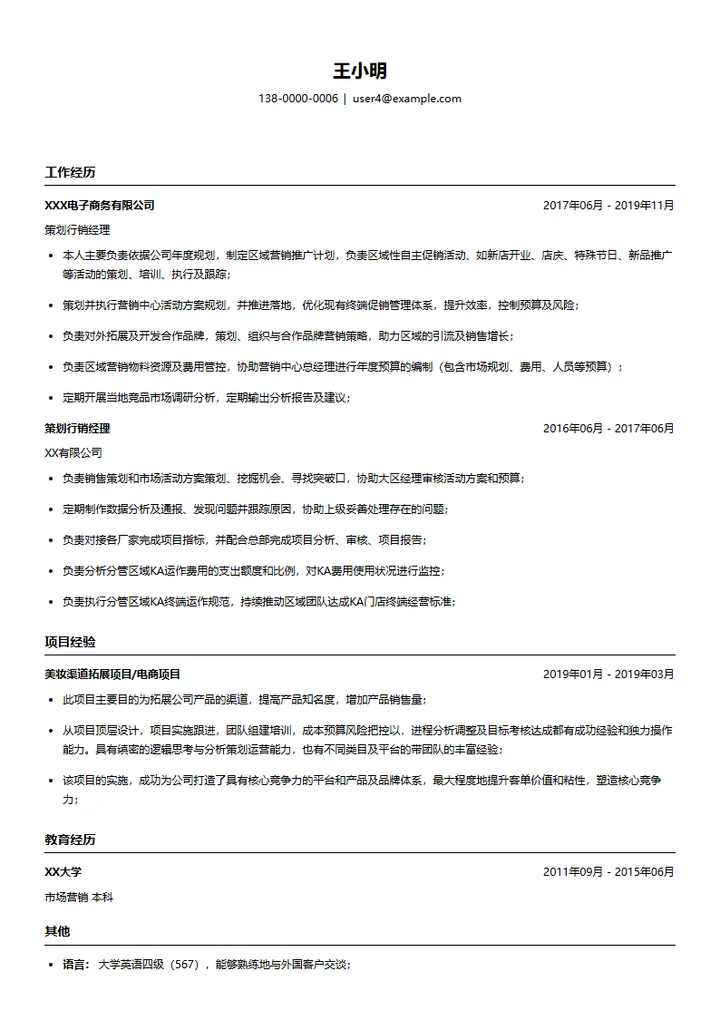 王小明
138-0000-0006 | user4@example.com
工作经历
XXX电子商务有限公司 2017年06月 - 2019年11月
策划行销经理
• 本人主要负责依据公司年度规划，制定区域营销推广计划，负责区域性自主促销活动、如新店开业、店庆、特殊节日、新品推广
等活动的策划、培训、执行及跟踪；
• 策划并执行营销中心活动方案规划，并推进落地，优化现有终端促销管理体系，提升效率，控制预算及风险；
• 负责对外拓展及开发合作品牌，策划、组织与合作品牌营销策略，助力区域的引流及销售增长；
• 负责区域营销物料资源及费用管控，协助营销中心总经理进行年度预算的编制（包含市场规划、费用、人员等预算）；
• 定期开展当地竞品市场调研分析，定期输出分析报告及建议；
策划行销经理 2016年06月 - 2017年06月
XX有限公司
• 负责销售策划和市场活动方案策划、挖掘机会、寻找突破口，协助大区经理审核活动方案和预算；
• 定期制作数据分析及通报、发现问题并跟踪原因，协助上级妥善处理存在的问题；
• 负责对接各厂家完成项目指标，并配合总部完成项目分析、审核、项目报告；
• 负责分析分管区域KA运作费用的支出额度和比例，对KA费用使用状况进行监控；
• 负责执行分管区域KA终端运作规范，持续推动区域团队达成KA门店终端经营标准；
项目经验
美妆渠道拓展项目/电商项目 2019年01月 - 2019年03月
• 此项目主要目的为拓展公司产品的渠道，提高产品知名度，增加产品销售量；
• 从项目顶层设计，项目实施跟进，团队组建培训，成本预算风险把控以，进程分析调整及目标考核达成都有成功经验和独力操作
能力。具有缜密的逻辑思考与分析策划运营能力，也有不同类目及平台的带团队的丰富经验；
• 该项目的实施，成功为公司打造了具有核心竞争力的平台和产品及品牌体系，最大程度地提升客单价值和粘性，塑造核心竞争
力；
教育经历
XX大学 2011年09月 - 2015年06月
市场营销 本科
其他
• 语言： 大学英语四级（567），能够熟练地与外国客户交谈；